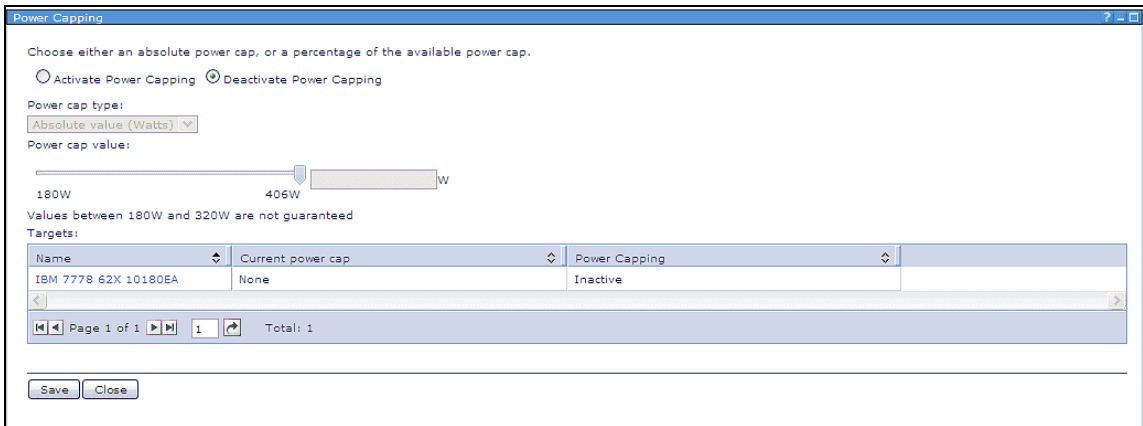 Power Capping
Choose either an absolute power cap, or a percentage of the available power cap.
Activate Power Capping Deactivate Power Capping
Power cap type:
Absolute value (Watts)
Power cap value:
W
180W 406W
Values between 180W and 320W are not guaranteed
Targets:
Name Current power cap Power Capping
IBM 7778 62X 10180EA None Inactive
Page 1 of 1 1 Total: 1
Save Close